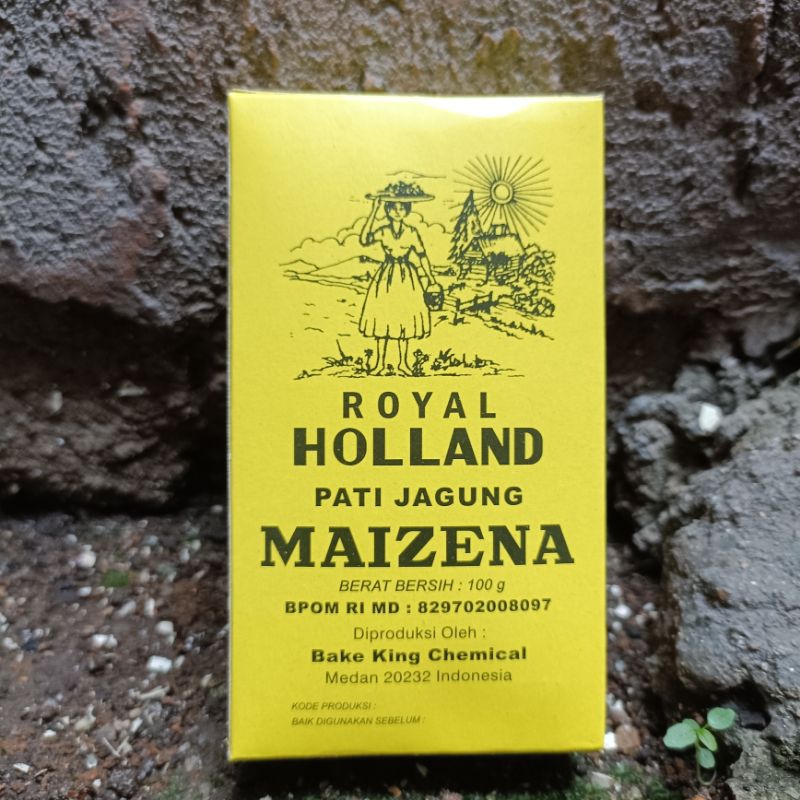 ROYAL
HOLLAND
PATI JAGUNG
MAIZENA
BERAT BERSIH : 100 g
BPOM RI MD : 829702008097
Diproduksi Oleh :
Bake King Chemical
Medan 20232 Indonesia
KODE PRODUKSI :
BAIK DIGUNAKAN SEBELUM :